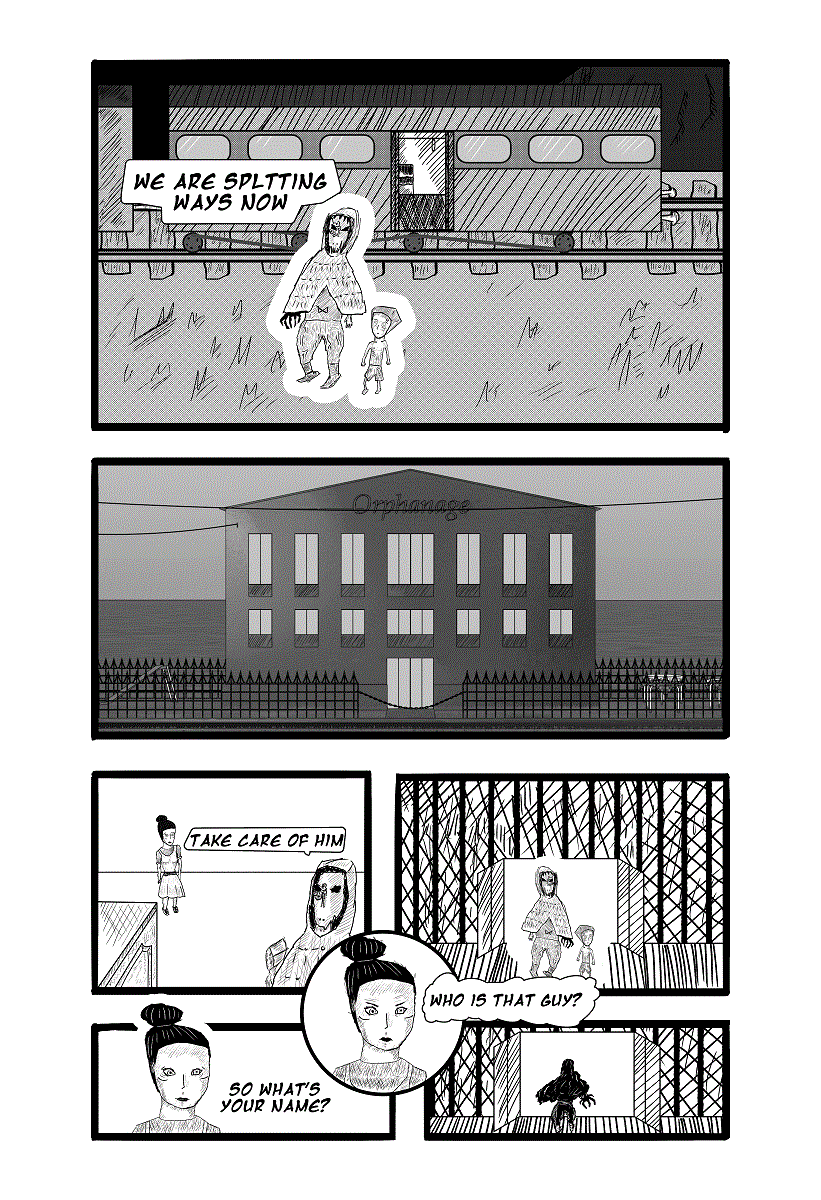 WE ARE SPLTTING
WAYS NOW
Orphanage
TAKE CARE OF HIM
WHO IS THAT GUY?
SO WHAT'S
YOUR NAME?